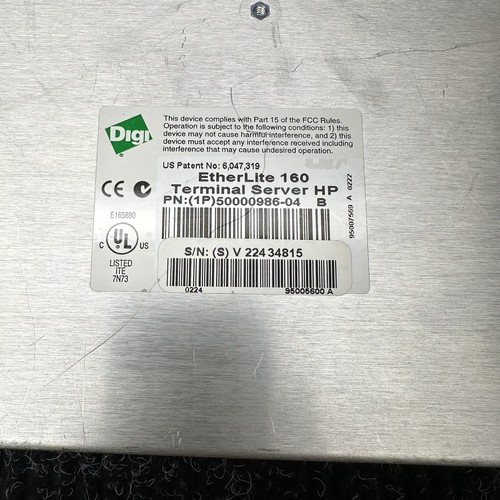 Digi
This device complies with Part 15 of the FCC Rules.
Operation is subject to the following conditions: 1) this
device may not cause harmful interference, and 2) this
device must accept any interference received including
interference that may cause undesired operation.
US Patent No: 6,047,319
EtherLite 160
Terminal Server HP
PN:(1P)50000986-04 B
95007569 A 0222
CE
E165880
C UL US
LISTED
ITE
7N73
S/N: (S) V 22434815
0224 95005600 A